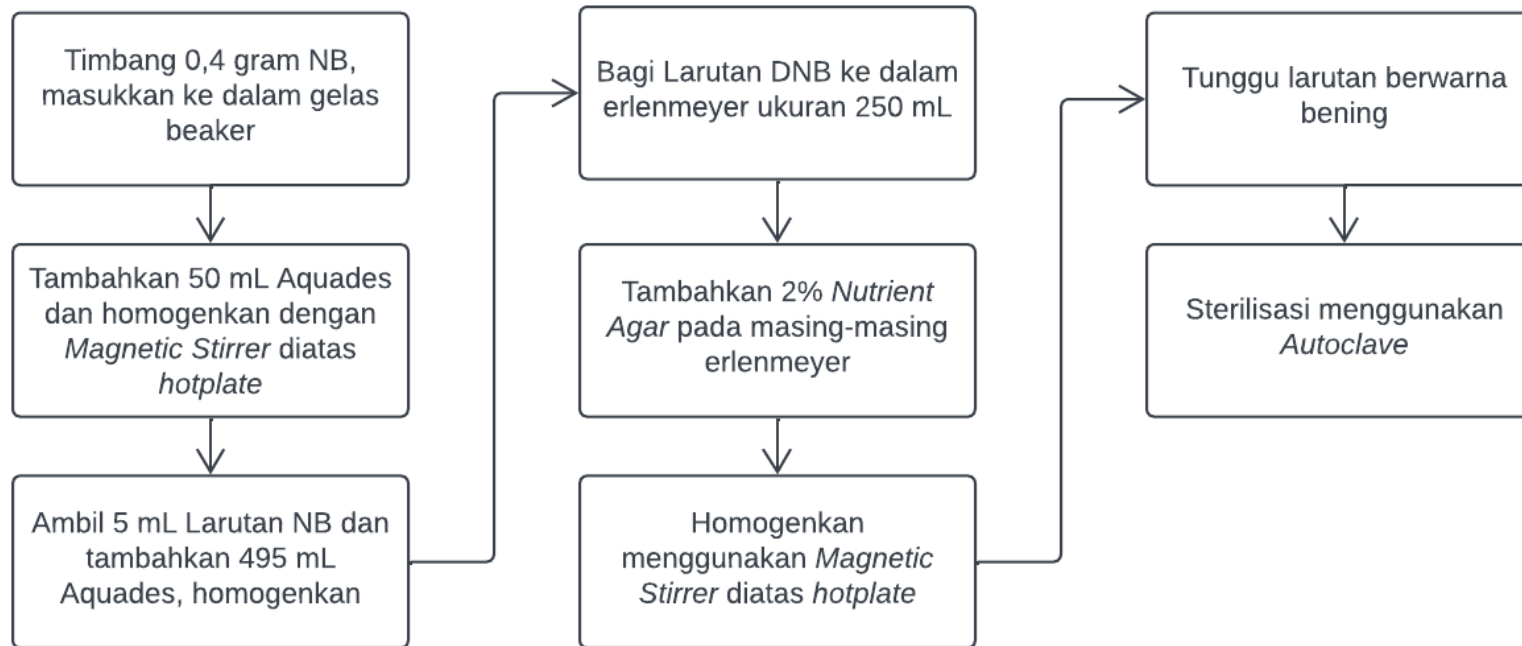 Timbang 0,4 gram NB,
masukkan ke dalam gelas
beaker
Tambahkan 50 mL Aquades
dan homogenkan dengan
Magnetic Stirrer diatas
hotplate
Ambil 5 mL Larutan NB dan
tambahkan 495 mL
Aquades, homogenkan
Bagi Larutan DNB ke dalam
erlenmeyer ukuran 250 mL
Tambahkan 2% Nutrient
Agar pada masing-masing
erlenmeyer
Homogenkan
menggunakan Magnetic
Stirrer diatas hotplate
Tunggu larutan berwarna
bening
Sterilisasi menggunakan
Autoclave